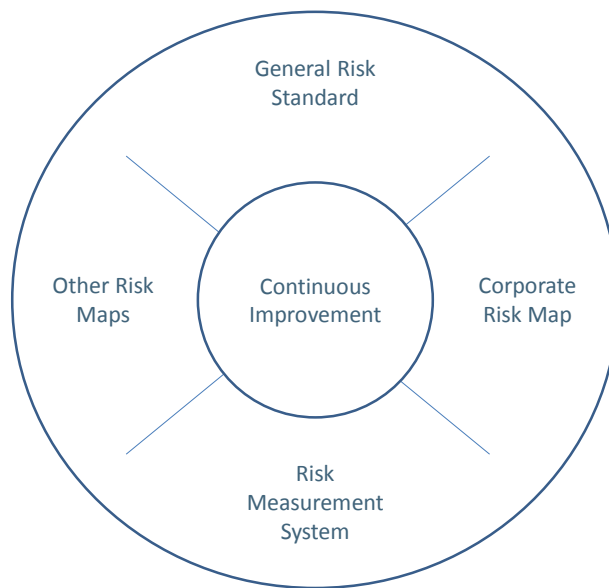 General Risk
Standard
Other Risk
Maps
Continuous
Improvement
Corporate
Risk Map
Risk
Measurement
System